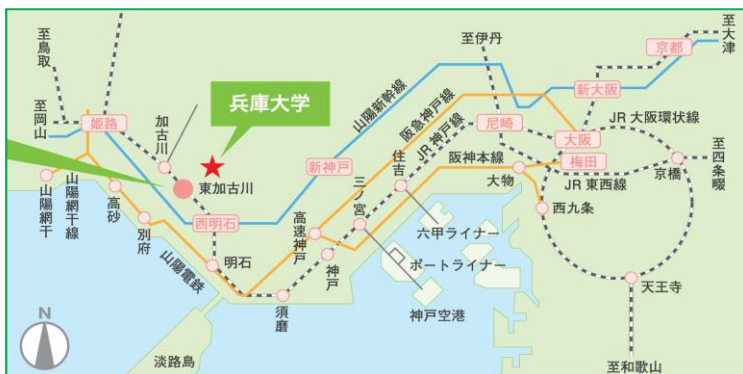 至鳥取
至岡山
姫路
加古川
兵庫大学
東加古川
山陽網干
山陽網干線
高砂
別府
山陽電鉄
西明石
明石
須磨
淡路島
山陽新幹線
新神戸
高速神戸
神戸
三ノ宮
住吉
阪急神戸線
JR 神戸線
阪神本線
六甲ライナー
ポートライナー
神戸空港
至伊丹
尼崎
大物
新大阪
大阪
梅田
京都
至大津
JR 大阪環状線
JR 東西線
京橋
至四条畷
西九条
天王寺
至和歌山
N